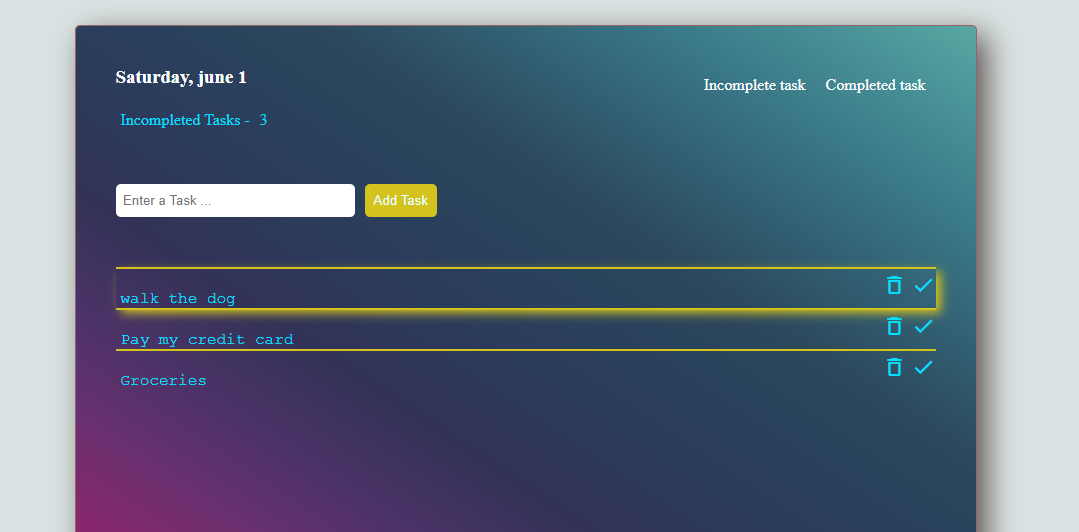 Saturday, june 1
Incomplete task Completed task
Incompleted Tasks - 3
Enter a Task ...
Add Task
walk the dog
Pay my credit card
Groceries